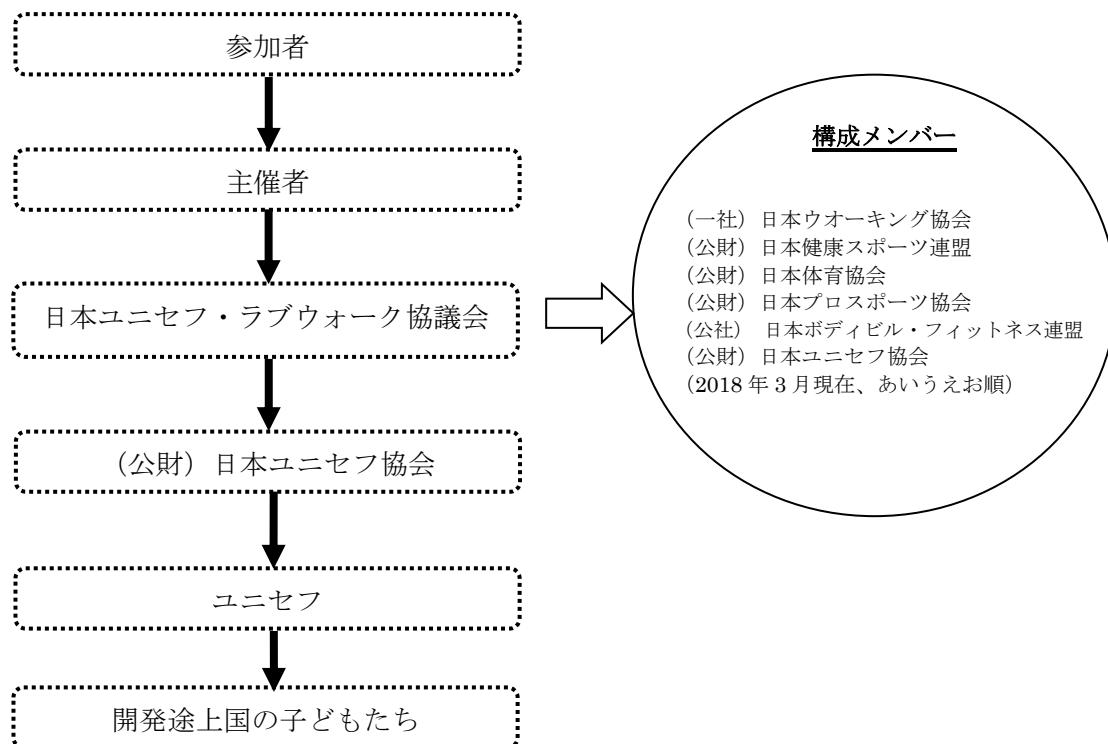 参加者
主催者
日本ユニセフ・ラブウォーク協議会
(公財)日本ユニセフ協会
ユニセフ
開発途上国の子どもたち
構成メンバー
(一社)日本ウオーキング協会
(公財)日本健康スポーツ連盟
(公財)日本体育協会
(公財)日本プロスポーツ協会
(公社) 日本ボディビル・フィットネス連盟
(公財)日本ユニセフ協会
(2018年3月現在、あいうえお順)